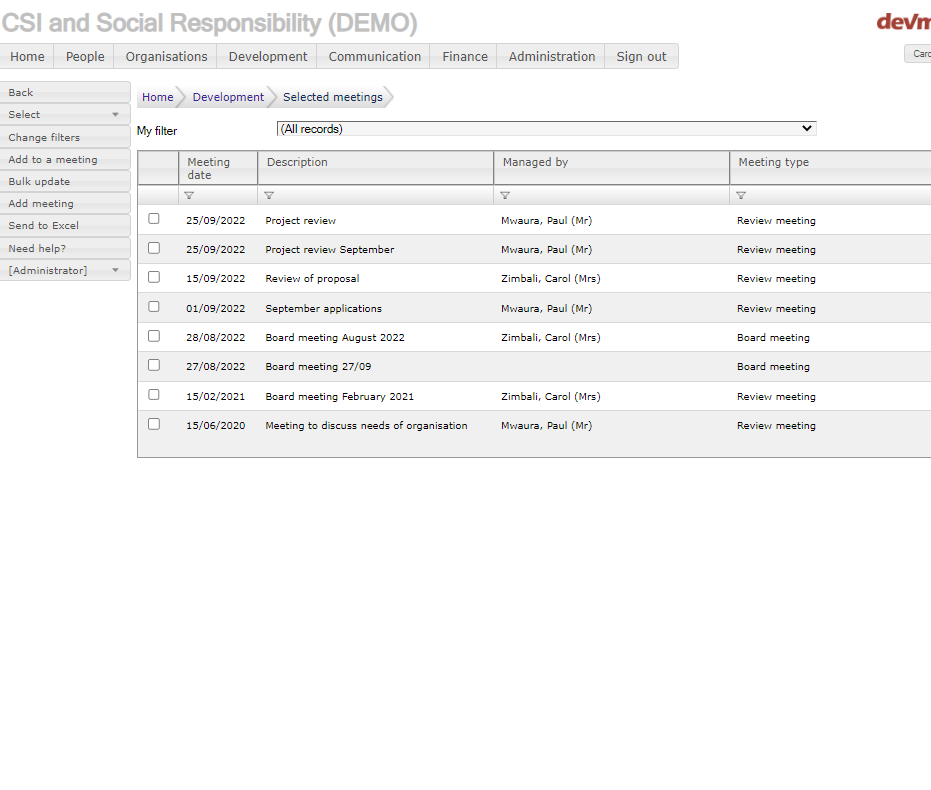 CSI and Social Responsibility (DEMO)
Home People Organisations Development Communication Finance Administration Sign out
Back
Select
Change filters
Add to a meeting
Bulk update
Add meeting
Send to Excel
Need help?
[Administrator]
Home Development Selected meetings
My filter (All records)
Meeting date Description Managed by Meeting type
25/09/2022 Project review Mwaura, Paul (Mr) Review meeting
25/09/2022 Project review September Mwaura, Paul (Mr) Review meeting
15/09/2022 Review of proposal Zimbali, Carol (Mrs) Review meeting
01/09/2022 September applications Mwaura, Paul (Mr) Review meeting
28/08/2022 Board meeting August 2022 Zimbali, Carol (Mrs) Board meeting
27/08/2022 Board meeting 27/09 Board meeting
15/02/2021 Board meeting February 2021 Zimbali, Carol (Mrs) Review meeting
15/06/2020 Meeting to discuss needs of organisation Mwaura, Paul (Mr) Review meeting